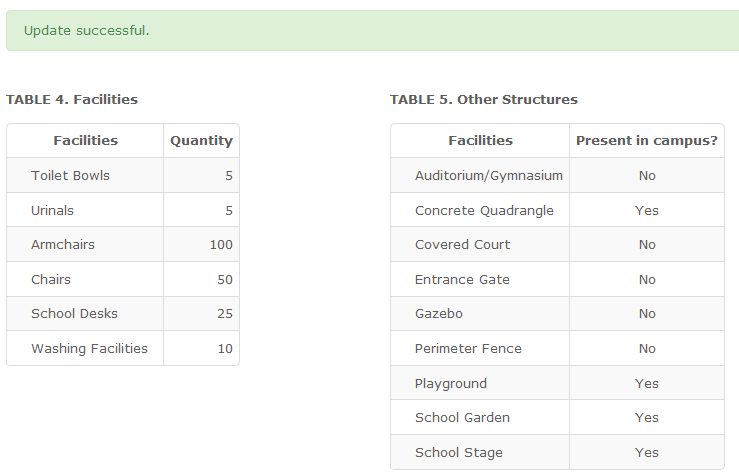 Update successful.
TABLE 4. Facilities
Facilities Quantity
Toilet Bowls 5
Urinals 5
Armchairs 100
Chairs 50
School Desks 25
Washing Facilities 10
TABLE 5. Other Structures
Facilities Present in campus?
Auditorium/Gymnasium No
Concrete Quadrangle Yes
Covered Court No
Entrance Gate No
Gazebo No
Perimeter Fence No
Playground Yes
School Garden Yes
School Stage Yes